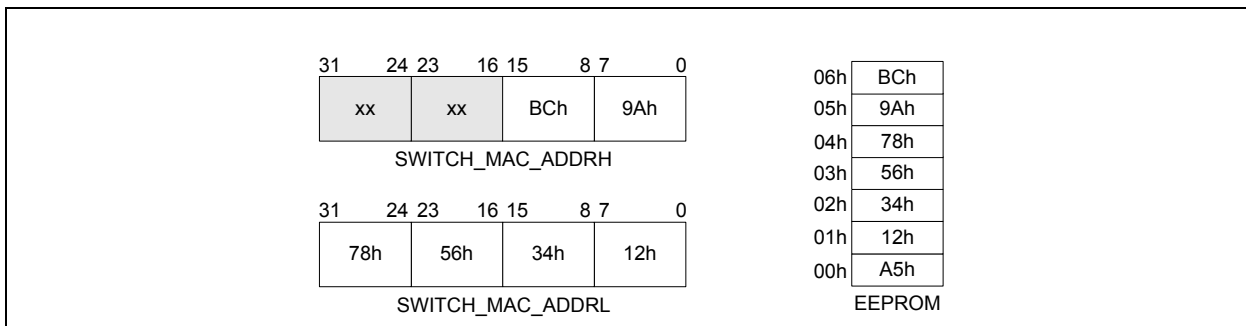 31 24 23 16 15 8 7 0
xx xx BCh 9Ah
SWITCH_MAC_ADDRH
31 24 23 16 15 8 7 0
78h 56h 34h 12h
SWITCH_MAC_ADDRL
06h BCh
05h 9Ah
04h 78h
03h 56h
02h 34h
01h 12h
00h A5h
EEPROM